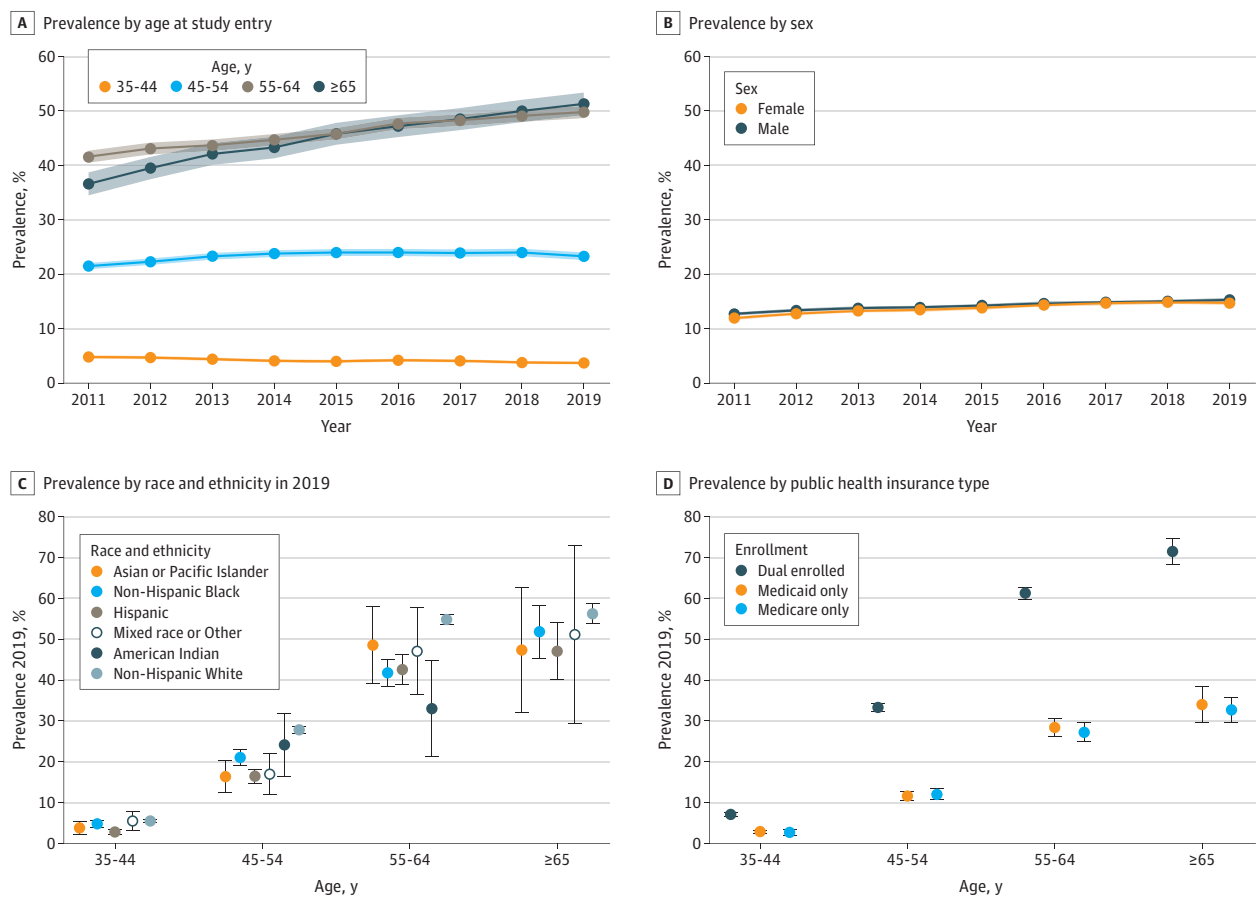 A Prevalence by age at study entry
60
50
40
30
20
10
0
Prevalence, %
Age, y
35-44 45-54 55-64 ≥65
2011 2012 2013 2014 2015 2016 2017 2018 2019
Year
B Prevalence by sex
60
50
40
30
20
10
0
Prevalence, %
Sex
Female
Male
2011 2012 2013 2014 2015 2016 2017 2018 2019
Year
C Prevalence by race and ethnicity in 2019
80
70
60
50
40
30
20
10
0
Prevalence 2019, %
Race and ethnicity
Asian or Pacific Islander
Non-Hispanic Black
Hispanic
Mixed race or Other
American Indian
Non-Hispanic White
35-44 45-54 55-64 ≥65
Age, y
D Prevalence by public health insurance type
80
70
60
50
40
30
20
10
0
Prevalence 2019, %
Enrollment
Dual enrolled
Medicaid only
Medicare only
35-44 45-54 55-64 ≥65
Age, y